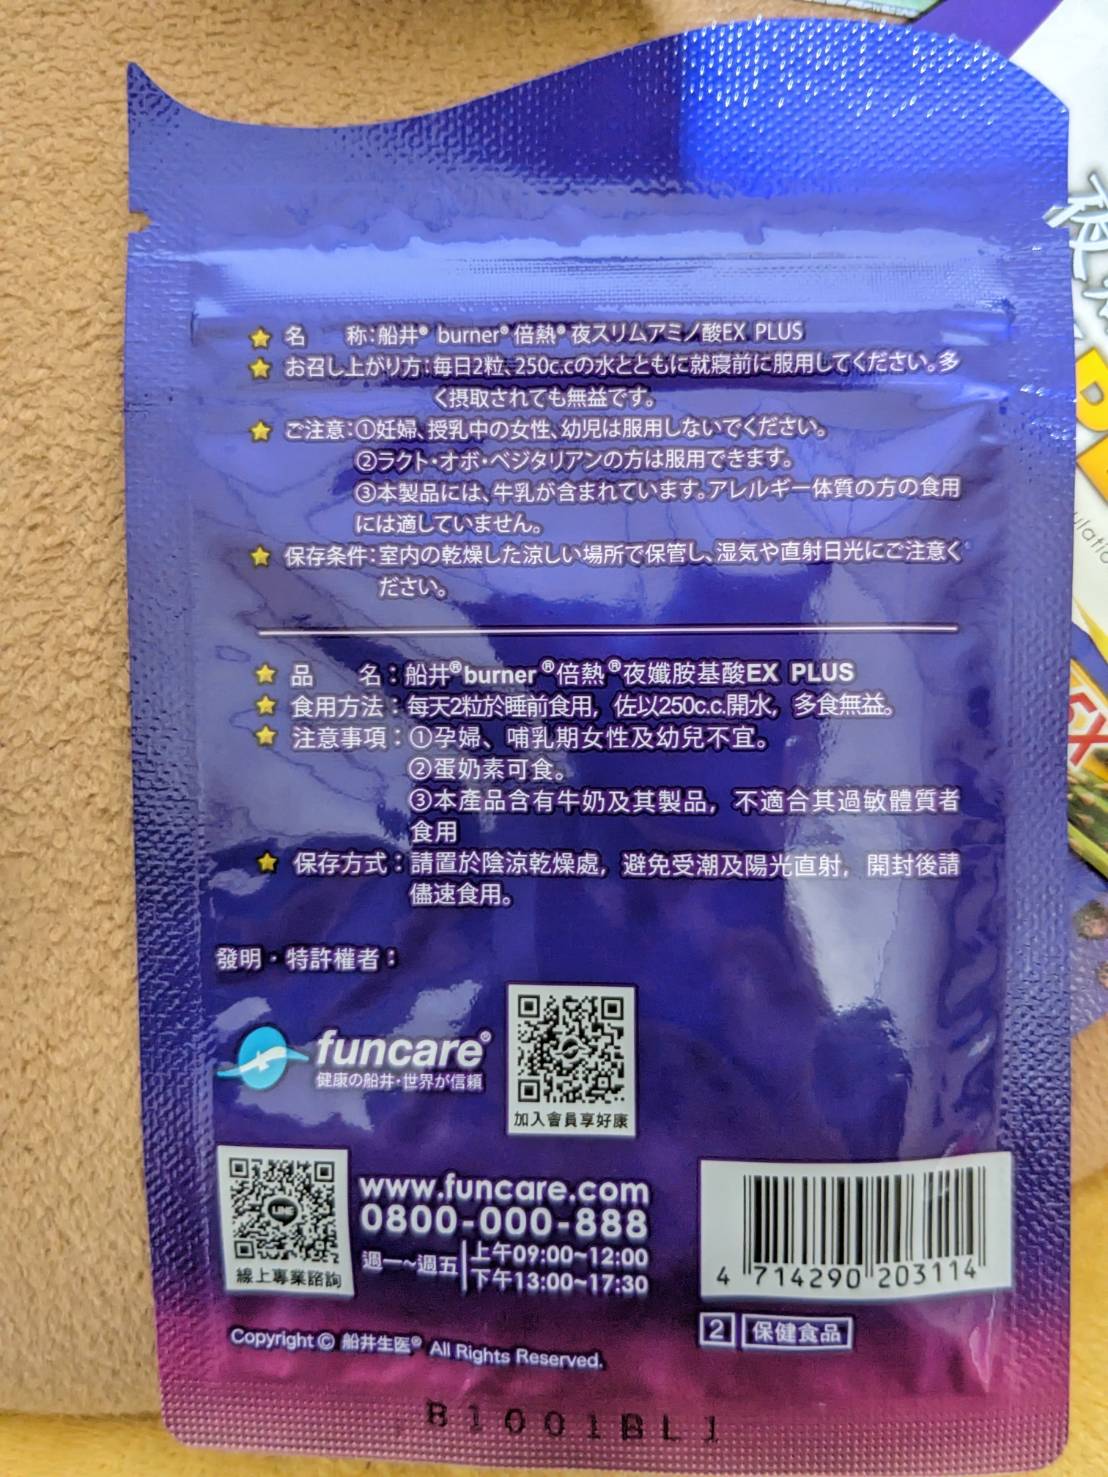 名　称：船井® burner® 倍熱® 夜スリムアミノ酸EX PLUS
お召し上がり方：毎日2粒、250c.cの水とともに就寝前に服用してください。多
く摂取されても無益です。
ご注意：①妊婦、授乳中の女性、幼児は服用しないでください。
②ラクト・オボ・ベジタリアンの方は服用できます。
③本製品には、牛乳が含まれています。アレルギー体質の方の食用
には適していません。
保存条件：室内の乾燥した涼しい場所で保管し、湿気や直射日光にご注意く
ださい。
品　名：船井®burner®倍熱®夜孅胺基酸EX PLUS
食用方法：每天2粒於睡前食用，佐以250c.c.開水，多食無益。
注意事項：①孕婦、哺乳期女性及幼兒不宜。
②蛋奶素可食。
③本產品含有牛奶及其製品，不適合其過敏體質者
食用
保存方式：請置於陰涼乾燥處，避免受潮及陽光直射，開封後請
儘速食用。
發明・特許權者：
funcare®
健康の船井・世界が信頼
加入會員享好康
LINE
線上專業諮詢
www.funcare.com
0800-000-888
週一~週五 上午09:00~12:00
下午13:00~17:30
4 714290 203114
2 保健食品
Copyright © 船井生医® All Rights Reserved.
B1001BL1
EX